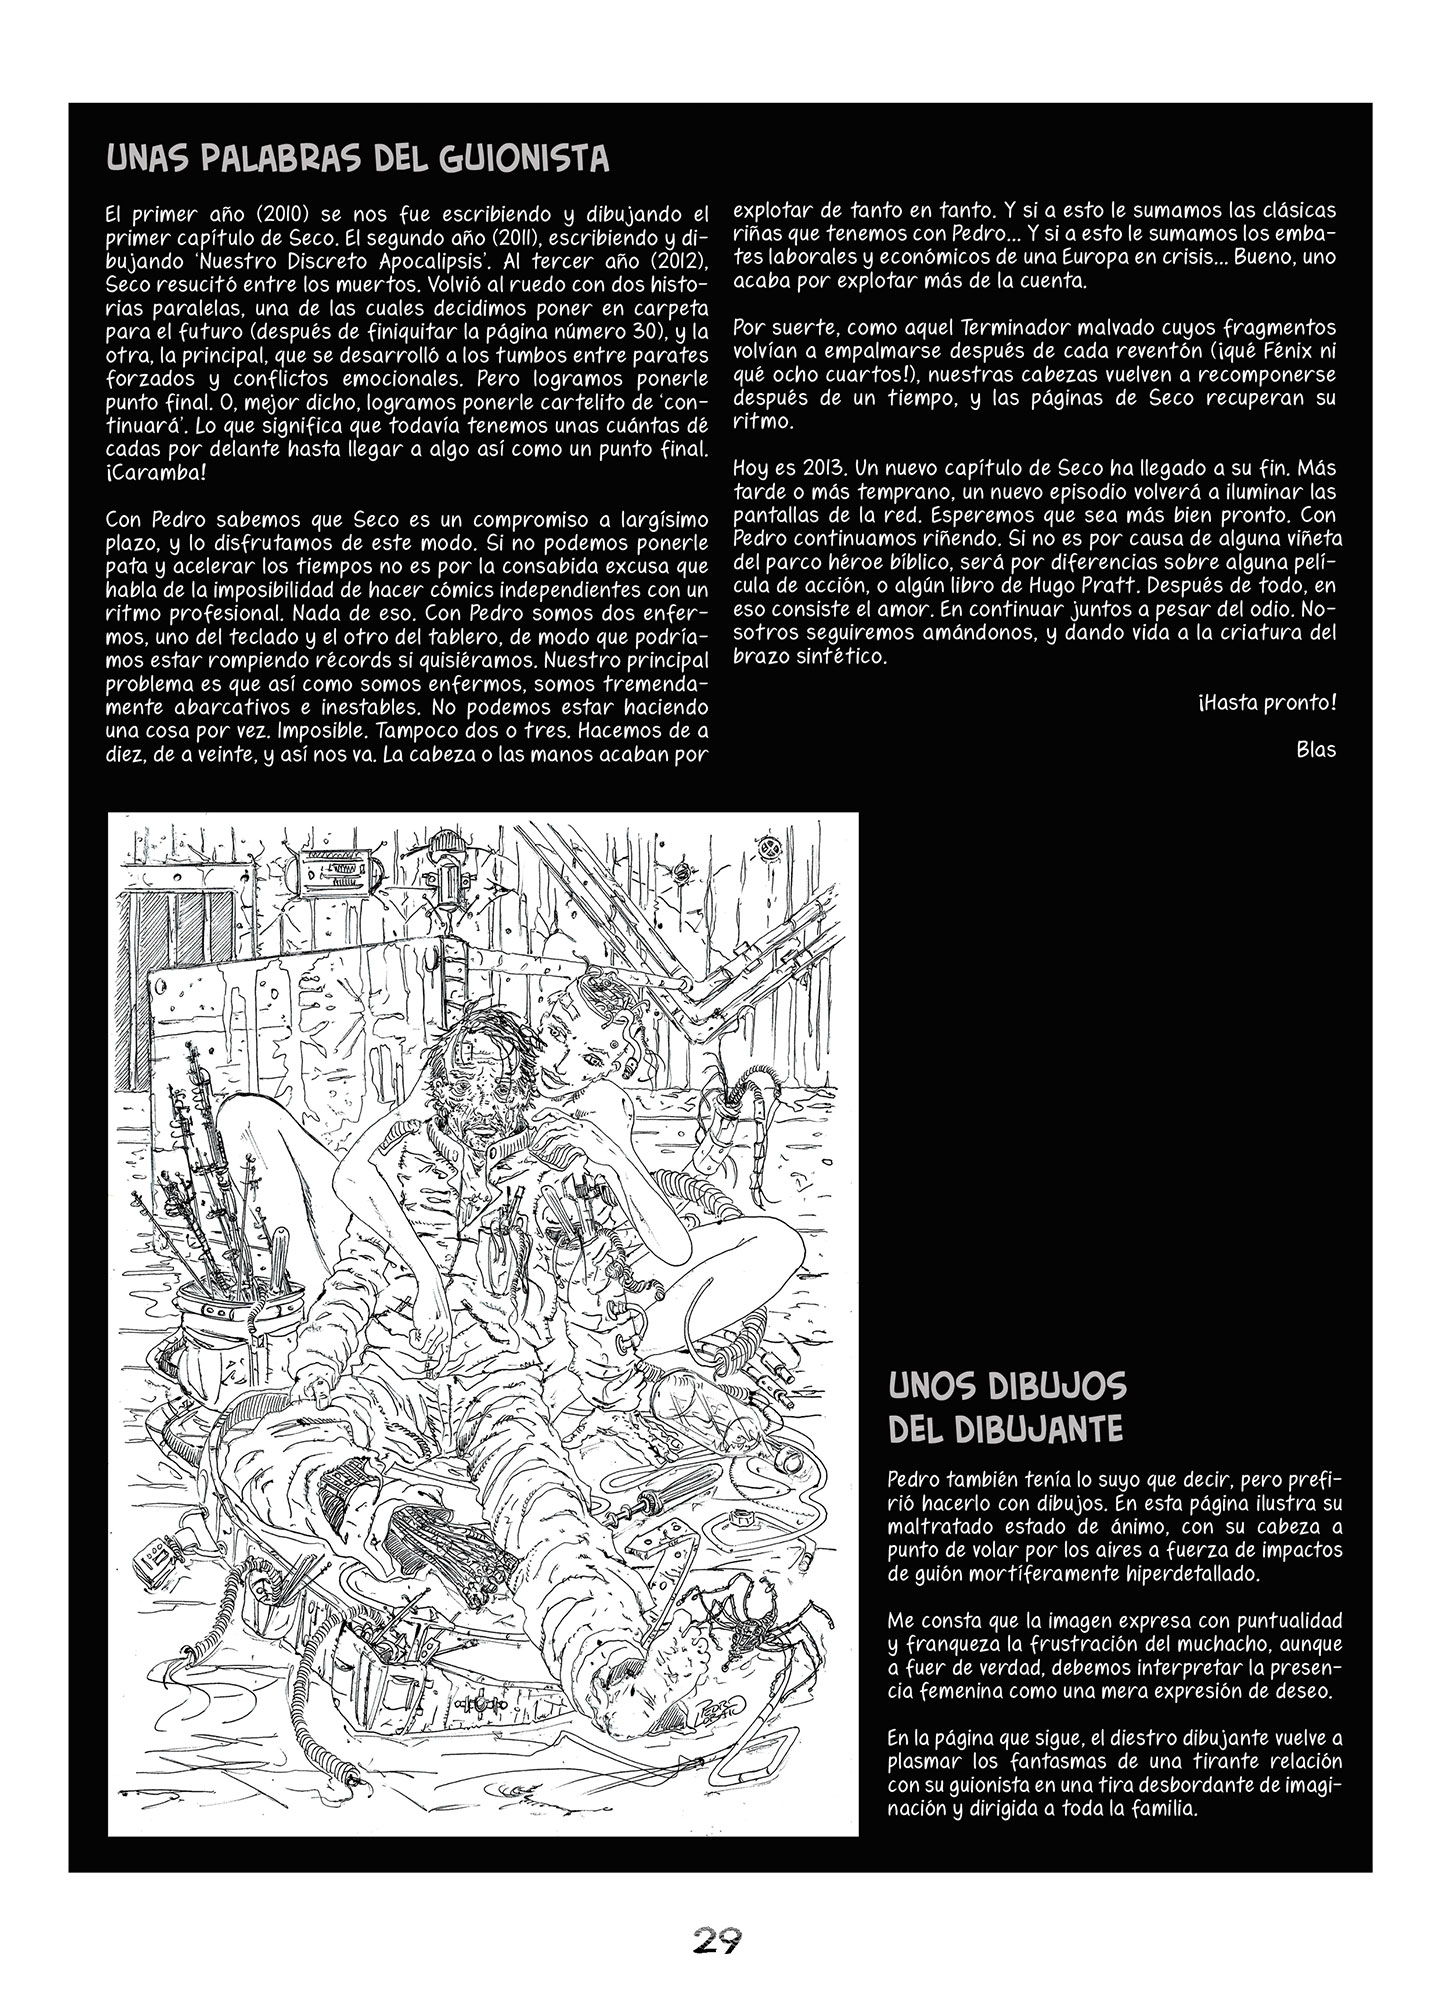 UNAS PALABRAS DEL GUIONISTA
El primer año (2010) se nos fue escribiendo y dibujando el
primer capítulo de Seco. El segundo año (2011), escribiendo y di-
bujando ‘Nuestro Discreto Apocalipsis’. Al tercer año (2012),
Seco resucitó entre los muertos. Volvió al ruedo con dos histo-
rias paralelas, una de las cuales decidimos poner en carpeta
para el futuro (después de finiquitar la página número 30), y la
otra, la principal, que se desarrolló a los tumbos entre parates
forzados y conflictos emocionales. Pero logramos ponerle
punto final. O, mejor dicho, logramos ponerle cartelito de ‘con-
tinuará’. Lo que significa que todavía tenemos unas cuántas dé
cadas por delante hasta llegar a algo así como un punto final.
¡Caramba!
Con Pedro sabemos que Seco es un compromiso a largísimo
plazo, y lo disfrutamos de este modo. Si no podemos ponerle
pata y acelerar los tiempos no es por la consabida excusa que
habla de la imposibilidad de hacer cómics independientes con un
ritmo profesional. Nada de eso. Con Pedro somos dos enfer-
mos, uno del teclado y el otro del tablero, de modo que podría-
mos estar rompiendo récords si quisiéramos. Nuestro principal
problema es que así como somos enfermos, somos tremenda-
mente abarcativos e inestables. No podemos estar haciendo
una cosa por vez. Imposible. Tampoco dos o tres. Hacemos de a
diez, de a veinte, y así nos va. La cabeza o las manos acaban por
explotar de tanto en tanto. Y si a esto le sumamos las clásicas
riñas que tenemos con Pedro... Y si a esto le sumamos los emba-
tes laborales y económicos de una Europa en crisis... Bueno, uno
acaba por explotar más de la cuenta.
Por suerte, como aquel Terminador malvado cuyos fragmentos
volvían a empalmarse después de cada reventón (¡qué Fénix ni
qué ocho cuartos!), nuestras cabezas vuelven a recomponerse
después de un tiempo, y las páginas de Seco recuperan su
ritmo.
Hoy es 2013. Un nuevo capítulo de Seco ha llegado a su fin. Más
tarde o más temprano, un nuevo episodio volverá a iluminar las
pantallas de la red. Esperemos que sea más bien pronto. Con
Pedro continuamos riñendo. Si no es por causa de alguna viñeta
del parco héroe bíblico, será por diferencias sobre alguna pelí-
cula de acción, o algún libro de Hugo Pratt. Después de todo, en
eso consiste el amor. En continuar juntos a pesar del odio. No-
sotros seguiremos amándonos, y dando vida a la criatura del
brazo sintético.
¡Hasta pronto!
Blas
UNOS DIBUJOS
DEL DIBUJANTE
Pedro también tenía lo suyo que decir, pero prefi-
rió hacerlo con dibujos. En esta página ilustra su
maltratado estado de ánimo, con su cabeza a
punto de volar por los aires a fuerza de impactos
de guión mortíferamente hiperdetallado.
Me consta que la imagen expresa con puntualidad
y franqueza la frustración del muchacho, aunque
a fuer de verdad, debemos interpretar la presen-
cia femenina como una mera expresión de deseo.
En la página que sigue, el diestro dibujante vuelve a
plasmar los fantasmas de una tirante relación
con su guionista en una tira desbordante de imagi-
nación y dirigida a toda la familia.
29